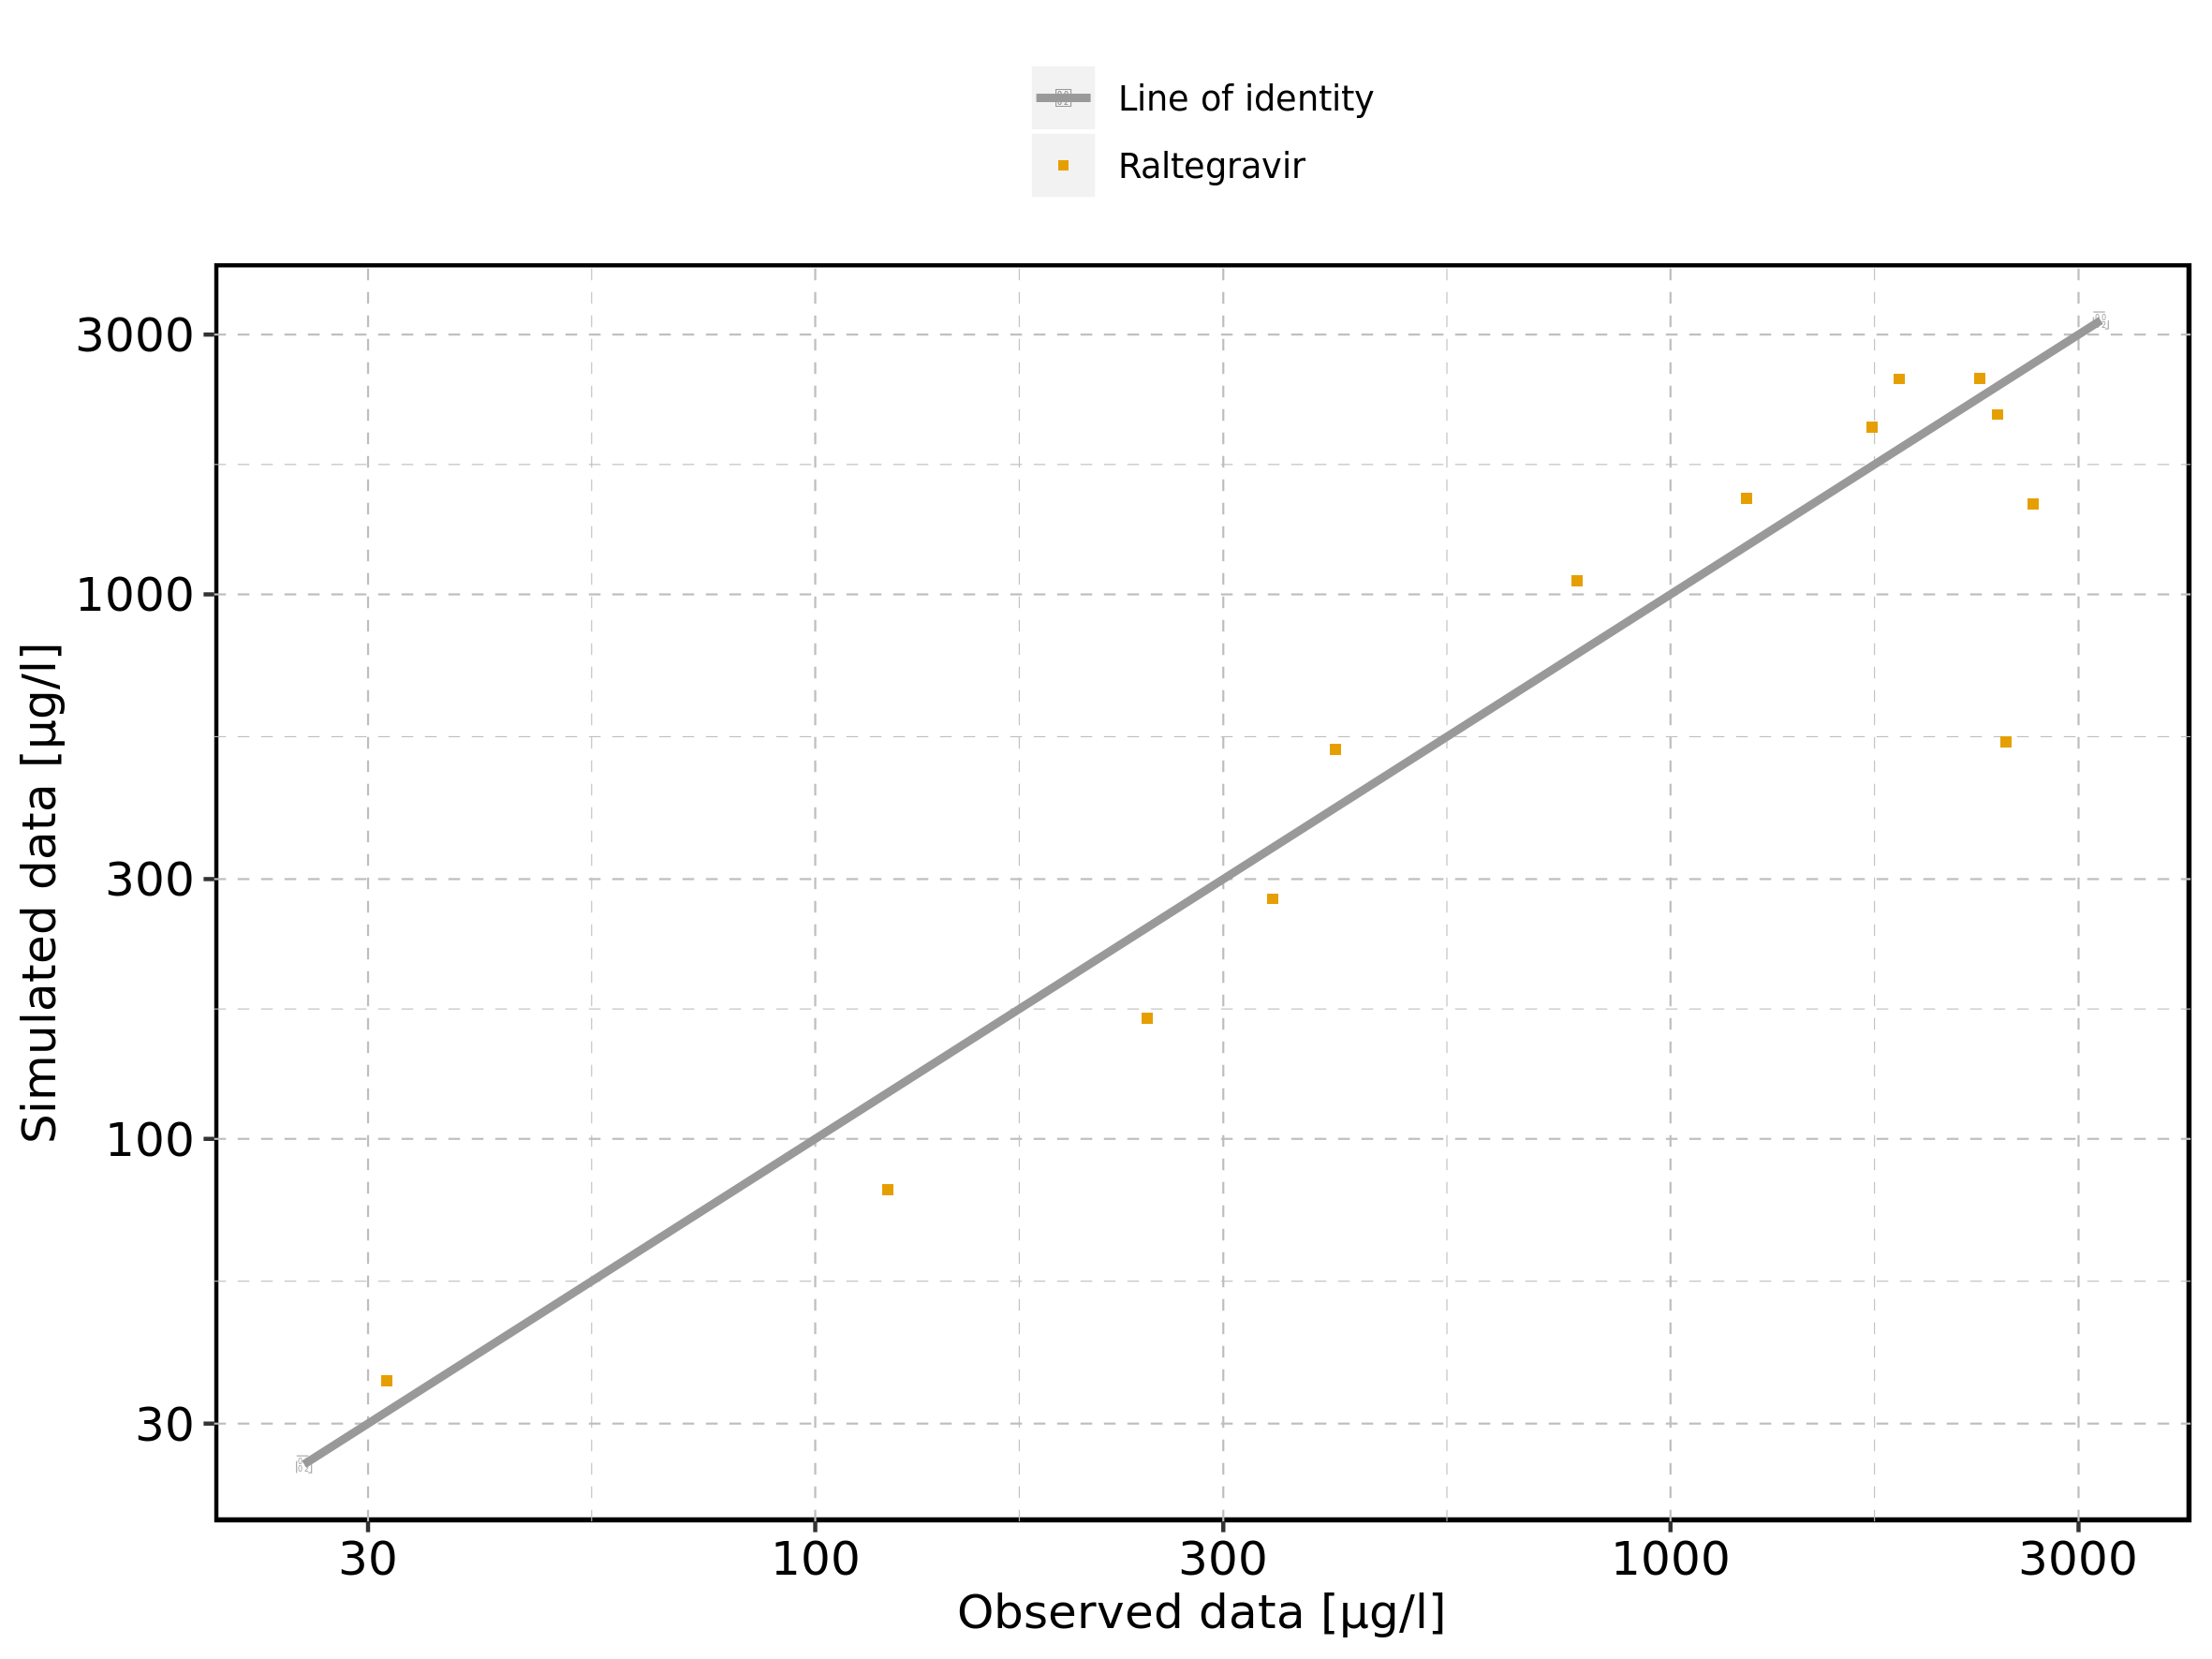 Line of identity
Raltegravir
3000
1000
300
100
30
Simulated data [µg/l]
30 100 300 1000 3000
Observed data [µg/l]